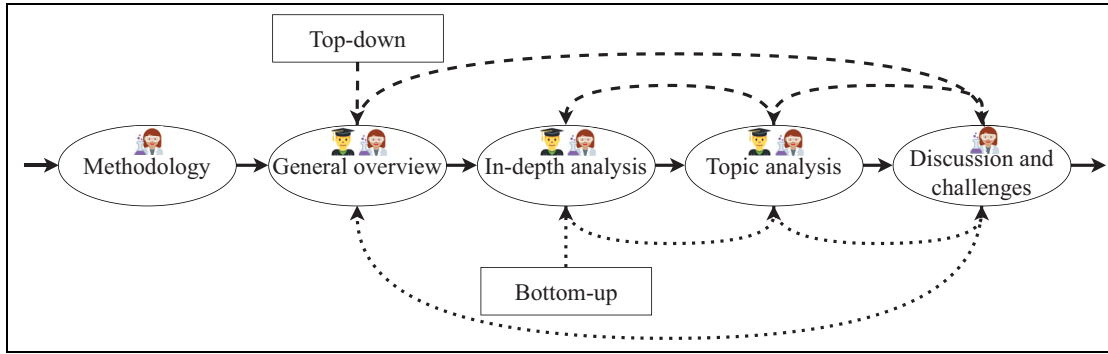 Top-down
Methodology
General overview
In-depth analysis
Topic analysis
Discussion and
challenges
Bottom-up